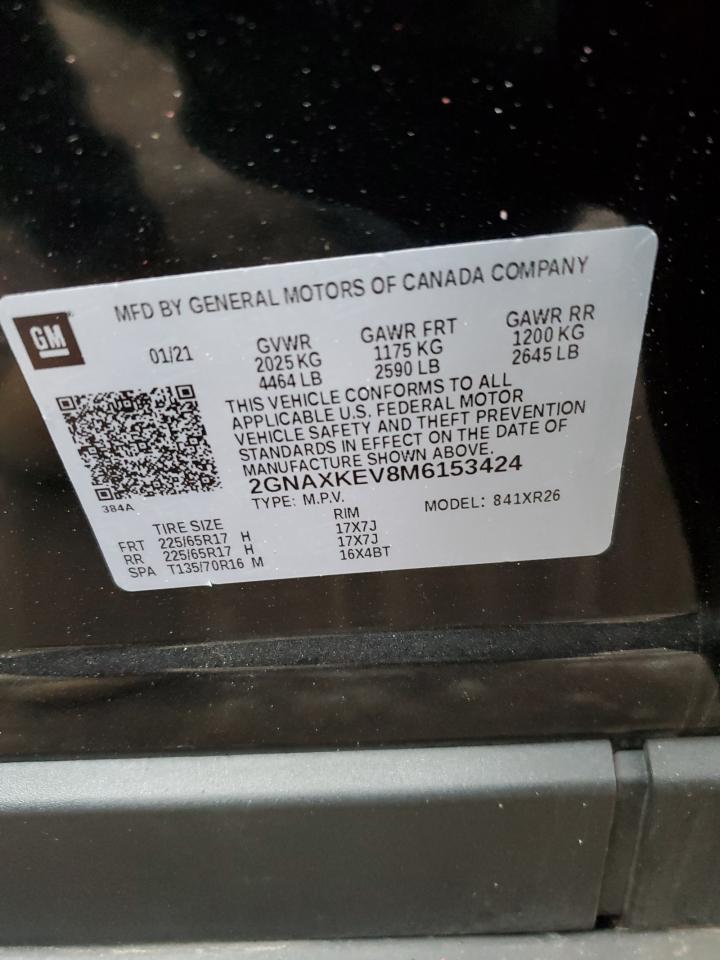 MFD BY GENERAL MOTORS OF CANADA COMPANY
GM
01/21
GVWR
2025 KG
4464 LB
GAWR FRT
1175 KG
2590 LB
GAWR RR
1200 KG
2645 LB
THIS VEHICLE CONFORMS TO ALL
APPLICABLE U.S. FEDERAL MOTOR
VEHICLE SAFETY AND THEFT PREVENTION
STANDARDS IN EFFECT ON THE DATE OF
MANUFACTURE SHOWN ABOVE.
2GNAXKEV8M6153424
TYPE: M.P.V. MODEL: 841XR26
384A
TIRE SIZE RIM
FRT 225/65R17 H 17X7J
RR 225/65R17 H 17X7J
SPA T135/70R16 M 16X4BT